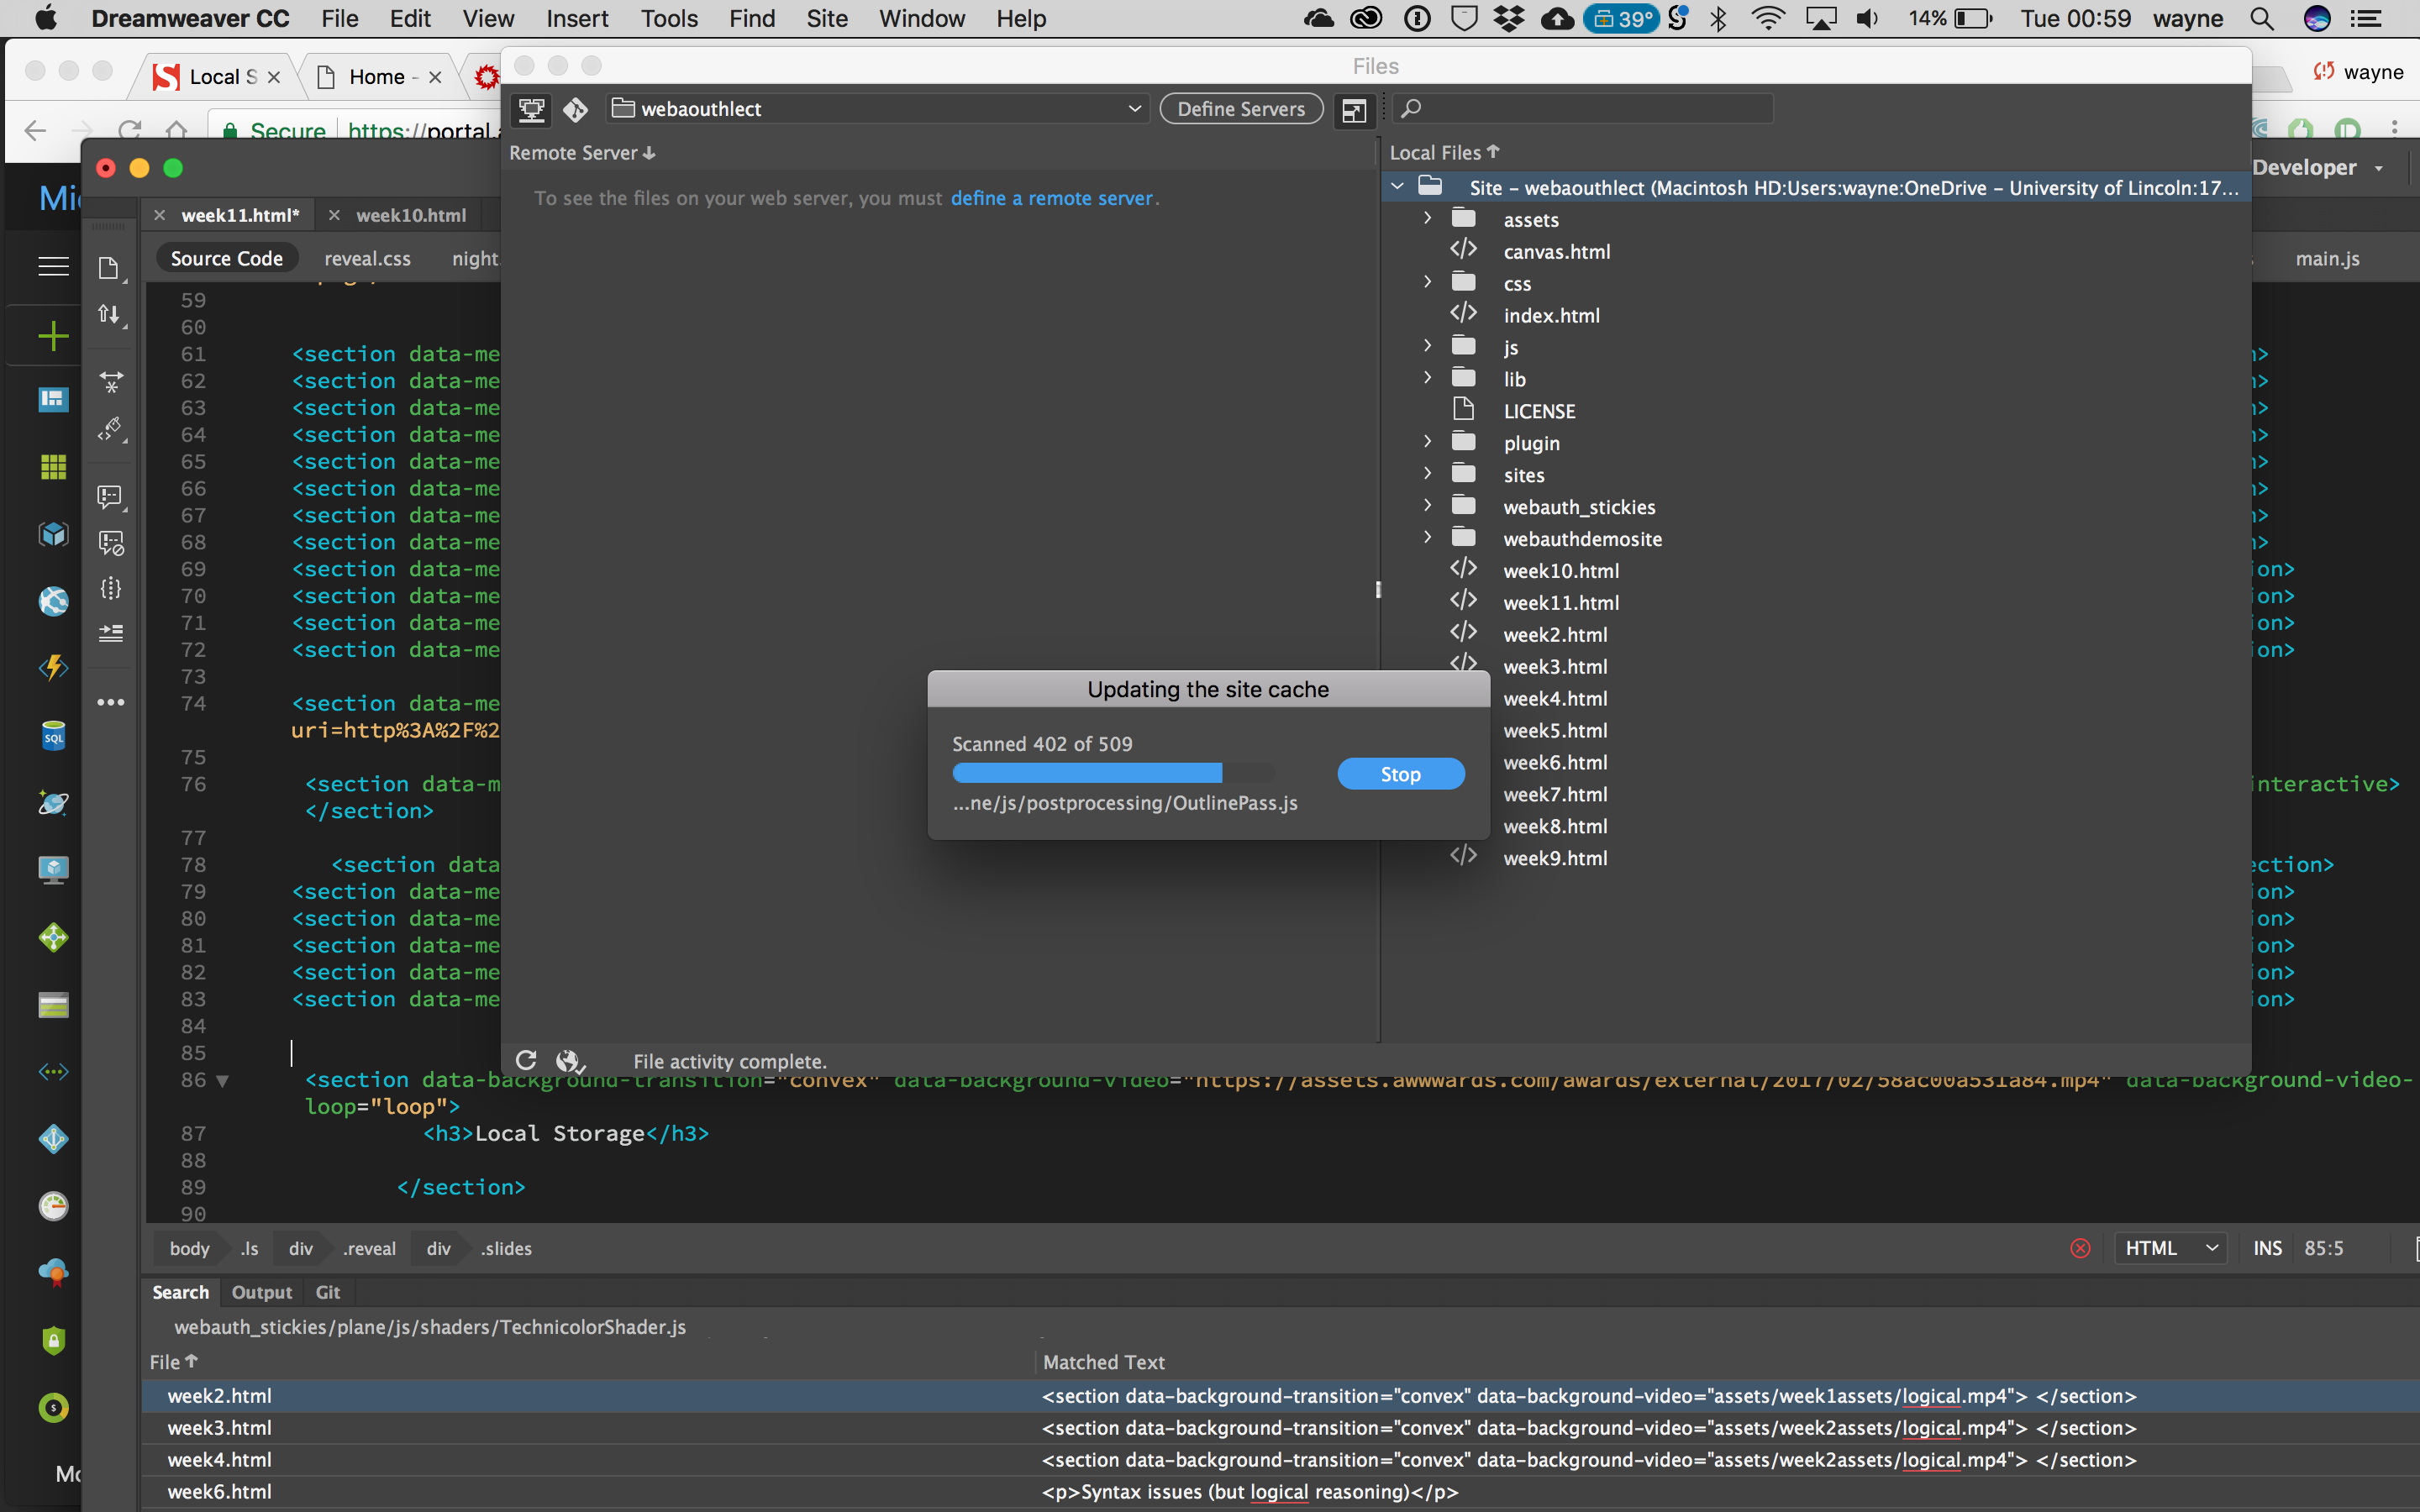 Dreamweaver CC File Edit View Insert Tools Find Site Window Help 39° 14% Tue 00:59 wayne
Local S Home - wayne
Files
Secure https://portal.
webaouthlect Define Servers
Remote Server
Local Files
To see the files on your web server, you must define a remote server.
Developer
Site – webaouthlect (Macintosh HD:Users:wayne:OneDrive – University of Lincoln:17...
assets
canvas.html
css
index.html
js
lib
LICENSE
plugin
sites
webauth_stickies
webauthdemosite
week10.html
week11.html
week2.html
week3.html
week4.html
week5.html
week6.html
week7.html
week8.html
week9.html
week11.html* week10.html
Source Code reveal.css night main.js
59
60
61 <section data-me >
62 <section data-me >
63 <section data-me >
64 <section data-me >
65 <section data-me >
66 <section data-me >
67 <section data-me >
68 <section data-me >
69 <section data-me ion>
70 <section data-me ion>
71 <section data-me ion>
72 <section data-me ion>
73
74 <section data-me
uri=http%3A%2F%2
75
76 <section data-m interactive>
</section>
77
78 <section data ection>
79 <section data-me ion>
80 <section data-me ion>
81 <section data-me ion>
82 <section data-me ion>
83 <section data-me ion>
84
85
86 <section data-background-transition="convex" data-background-video="https://assets.awwwards.com/awards/external/2017/02/58ac00a531a84.mp4" data-background-video-
loop="loop">
87 <h3>Local Storage</h3>
88
89 </section>
90
Updating the site cache
Scanned 402 of 509
Stop
...ne/js/postprocessing/OutlinePass.js
File activity complete.
body .ls div .reveal div .slides HTML INS 85:5
Search Output Git
webauth_stickies/plane/js/shaders/TechnicolorShader.js
File Matched Text
week2.html <section data-background-transition="convex" data-background-video="assets/week1assets/logical.mp4"> </section>
week3.html <section data-background-transition="convex" data-background-video="assets/week2assets/logical.mp4"> </section>
week4.html <section data-background-transition="convex" data-background-video="assets/week2assets/logical.mp4"> </section>
week6.html <p>Syntax issues (but logical reasoning)</p>